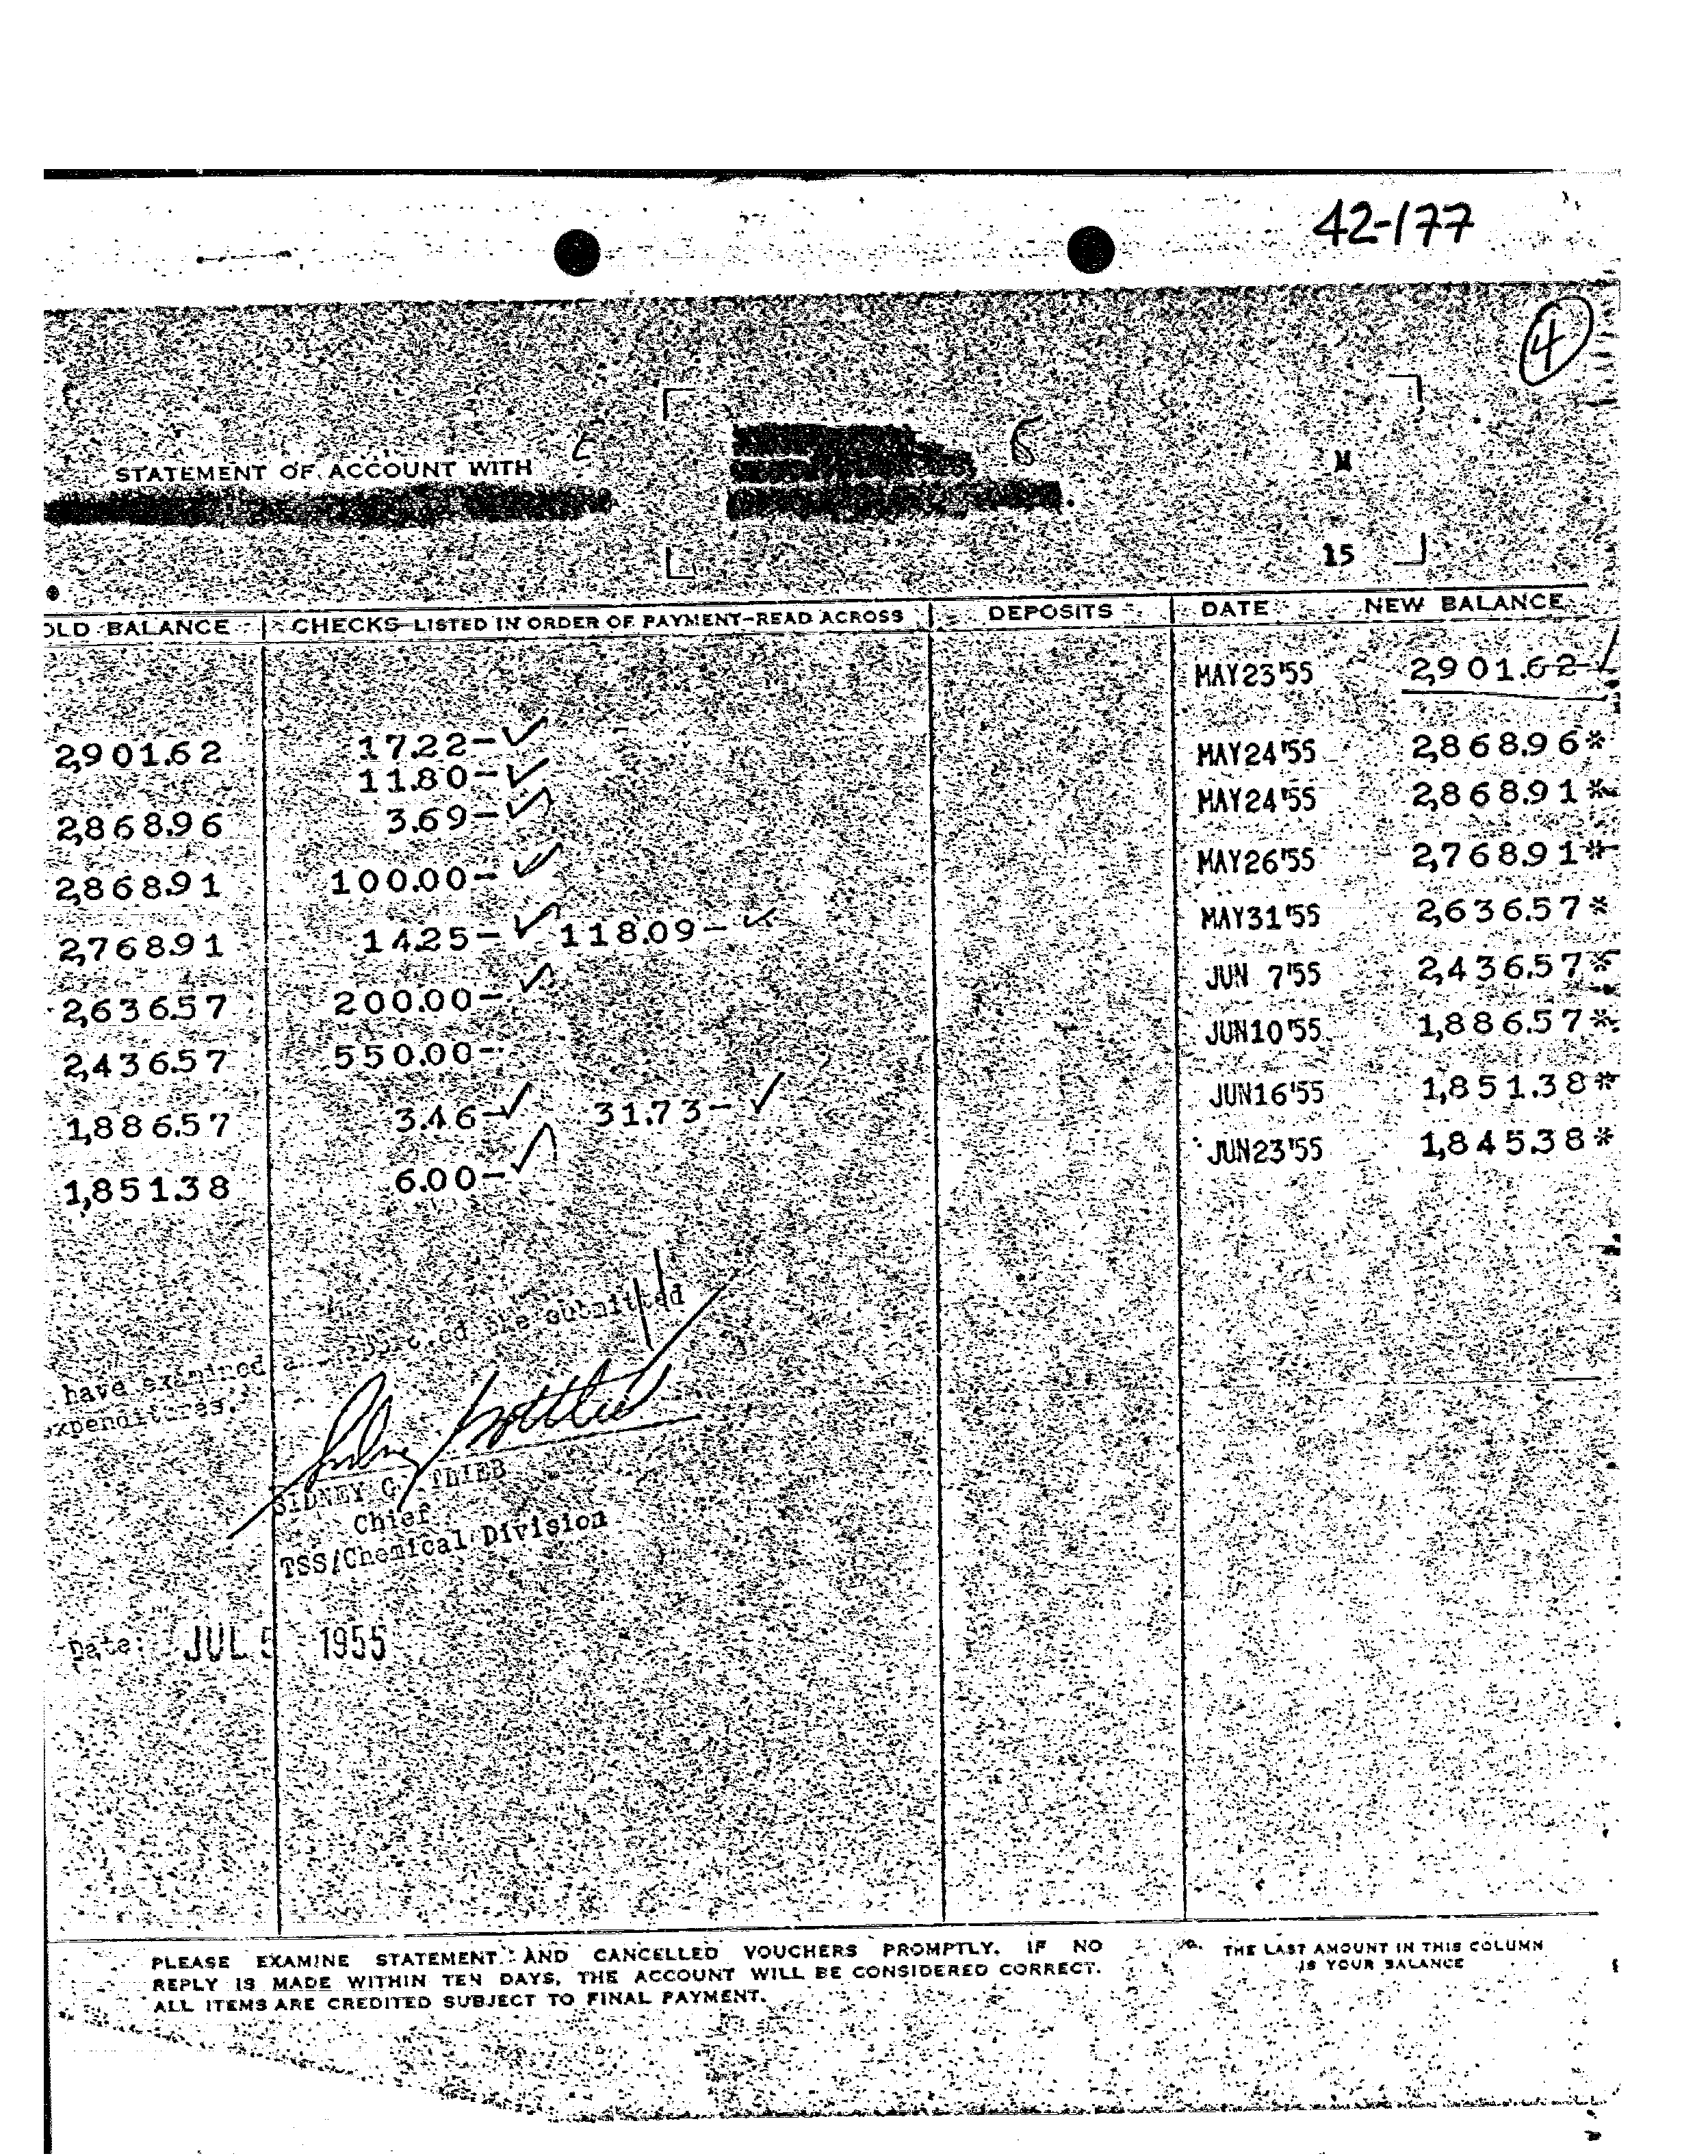 42-177
4
STATEMENT OF ACCOUNT WITH
M
15
OLD BALANCE CHECKS LISTED IN ORDER OF PAYMENT-READ ACROSS DEPOSITS DATE NEW BALANCE
MAY23'55 2,901.62
2,901.62 17.22- MAY24'55 2,868.96*
11.80-
2,868.96 3.69- MAY24'55 2,868.91*
2,868.91 100.00- MAY26'55 2,768.91*
2,768.91 14.25- 118.09- MAY31'55 2,636.57*
2,636.57 200.00- JUN 7'55 2,436.57*
2,436.57 550.00- JUN10'55 1,886.57*
1,886.57 3.46- 31.73- JUN16'55 1,851.38*
1,851.38 6.00- JUN23'55 1,845.38*
have examined the submitted
expenditures.
Sidney Gottlieb
SIDNEY GOTTLIEB
Chief
TSS/Chemical Division
Date: JUL 5 1955
PLEASE EXAMINE STATEMENT AND CANCELLED VOUCHERS PROMPTLY. IF NO
REPLY IS MADE WITHIN TEN DAYS, THE ACCOUNT WILL BE CONSIDERED CORRECT.
ALL ITEMS ARE CREDITED SUBJECT TO FINAL PAYMENT.
THE LAST AMOUNT IN THIS COLUMN
IS YOUR BALANCE